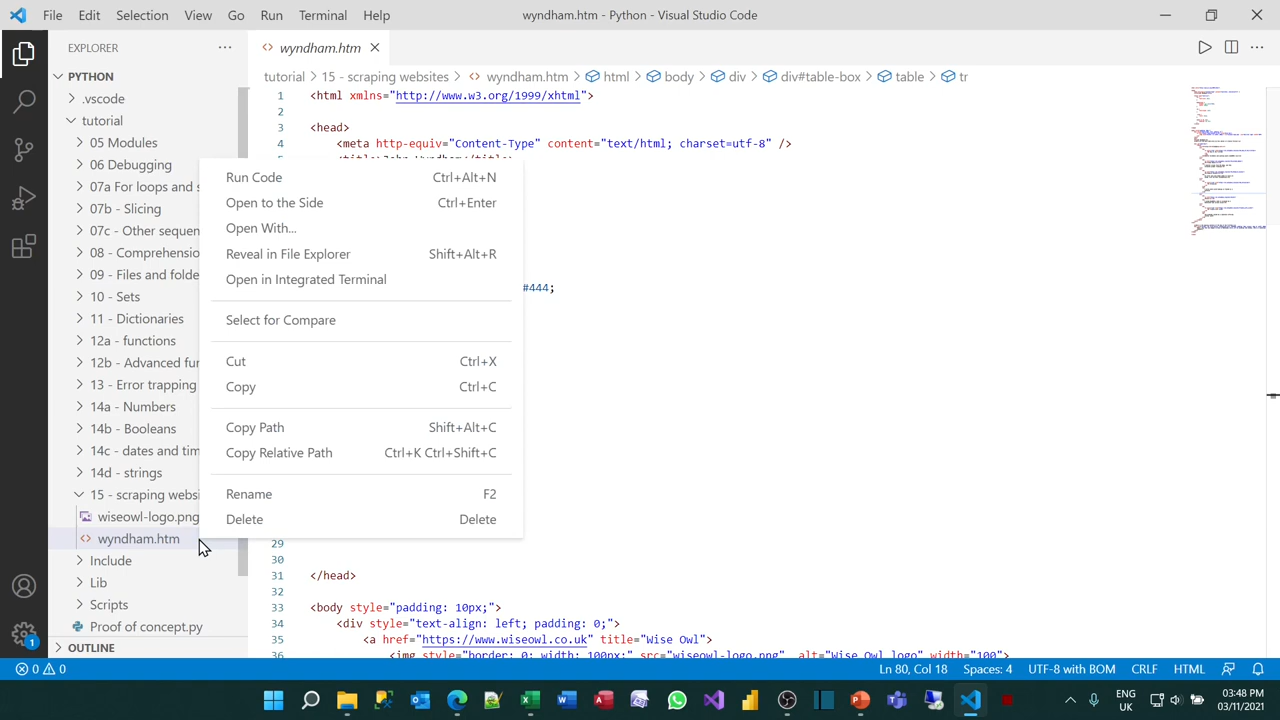 File Edit Selection View Go Run Terminal Help
wyndham.htm - Python - Visual Studio Code
EXPLORER
wyndham.htm
PYTHON
tutorial > 15 - scraping websites > wyndham.htm > html > body > div > div#table-box > table > tr
.vscode
tutorial
05 Modules
06 Debugging
For loops and s
Slicing
- Other sequen
08 - Comprehensio
09 - Files and folde
10 - Sets
11 - Dictionaries
12a - functions
12b - Advanced fur
13 - Error trapping
14a - Numbers
14b - Booleans
14c - dates and tim
14d - strings
15 - scraping websi
wiseowl-logo.png
wyndham.htm
Include
Lib
Scripts
Proof of concept.py
OUTLINE
Run Code Ctrl+Alt+N
Open to the Side Ctrl+Enter
Open With...
Reveal in File Explorer Shift+Alt+R
Open in Integrated Terminal
Select for Compare
Cut Ctrl+X
Copy Ctrl+C
Copy Path Shift+Alt+C
Copy Relative Path Ctrl+K Ctrl+Shift+C
Rename F2
Delete Delete
1 <html xmlns="http://www.w3.org/1999/xhtml">
2
3 <head>
4 "Content-Type" content="text/html; charset=utf-8"
#444;
29
30
31 </head>
32
33 <body style="padding: 10px;">
34 <div style="text-align: left; padding: 0;">
35 <a href="https://www.wiseowl.co.uk" title="Wise Owl">
36 <img style="border: 0; width: 100px;" src="wiseowl-logo.png" alt="Wise Owl logo" width="100">
0 0
Ln 80, Col 18 Spaces: 4 UTF-8 with BOM CRLF HTML
1
ENG
UK
03:48 PM
03/11/2021